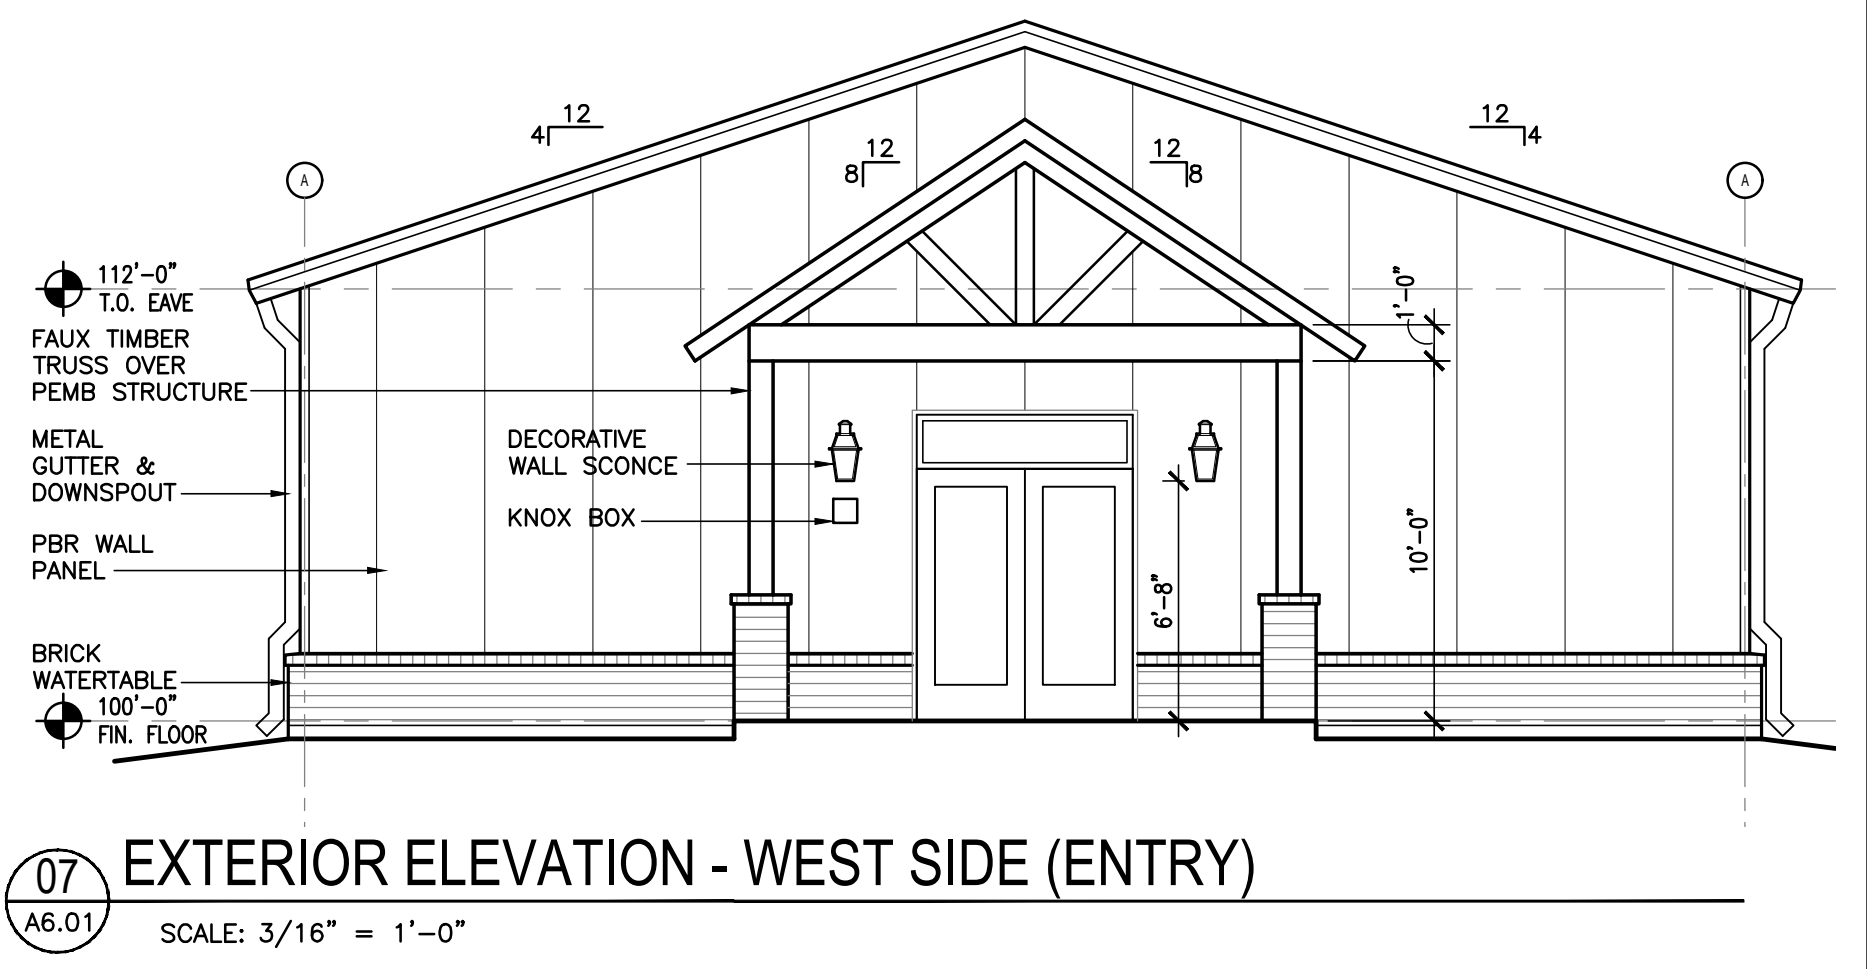 12
4
12
8
12
8
12
4
A
A
112'-0"
T.O. EAVE
FAUX TIMBER
TRUSS OVER
PEMB STRUCTURE
METAL
GUTTER &
DOWNSPOUT
PBR WALL
PANEL
BRICK
WATERTABLE
100'-0"
FIN. FLOOR
DECORATIVE
WALL SCONCE
KNOX BOX
6'-8"
1'-0"
10'-0"
07
A6.01
EXTERIOR ELEVATION - WEST SIDE (ENTRY)
SCALE: 3/16" = 1'-0"